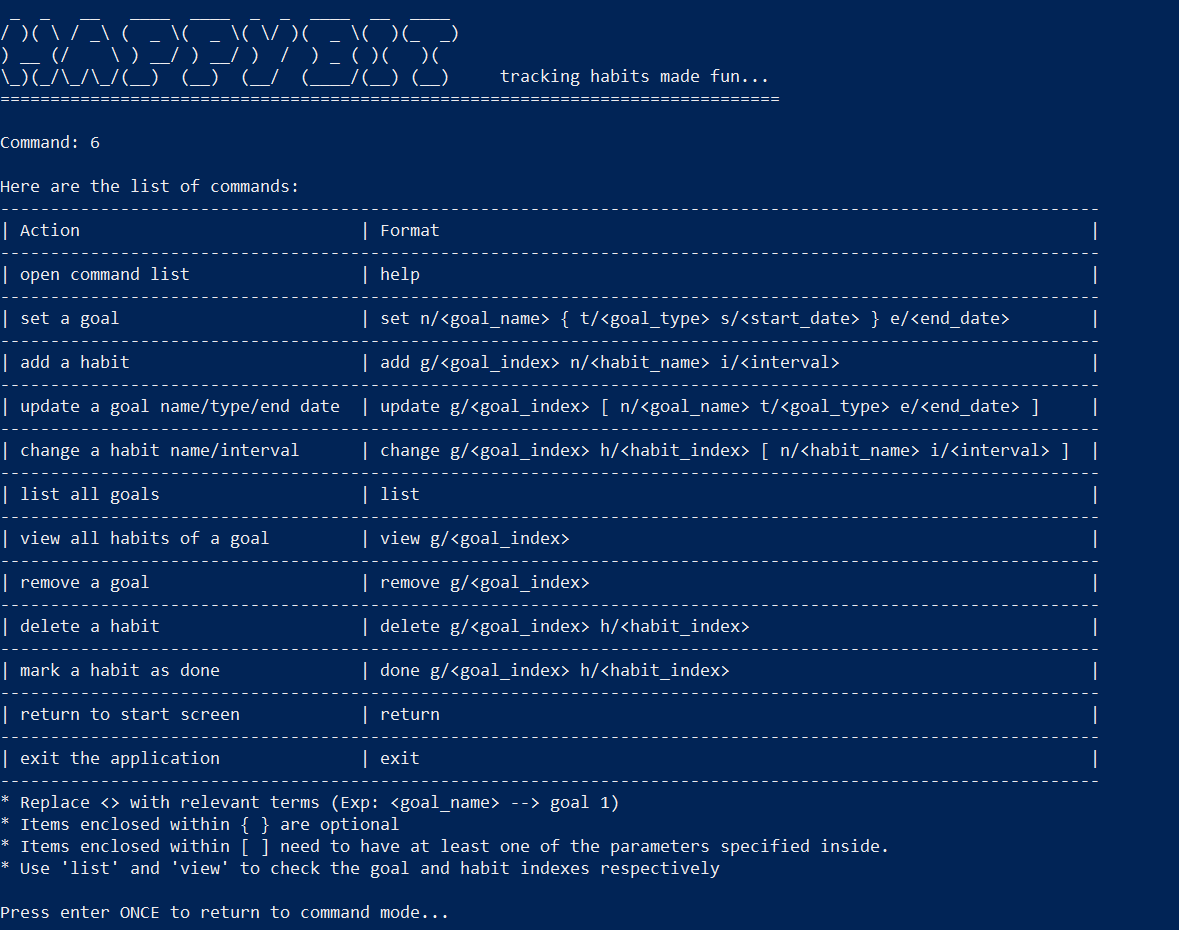 HAPPYBIT
tracking habits made fun...
==============================================================================
Command: 6
Here are the list of commands:
--------------------------------------------------------------------------------------------------------------
| Action | Format |
--------------------------------------------------------------------------------------------------------------
| open command list | help |
--------------------------------------------------------------------------------------------------------------
| set a goal | set n/<goal_name> { t/<goal_type> s/<start_date> } e/<end_date> |
--------------------------------------------------------------------------------------------------------------
| add a habit | add g/<goal_index> n/<habit_name> i/<interval> |
--------------------------------------------------------------------------------------------------------------
| update a goal name/type/end date | update g/<goal_index> [ n/<goal_name> t/<goal_type> e/<end_date> ] |
--------------------------------------------------------------------------------------------------------------
| change a habit name/interval | change g/<goal_index> h/<habit_index> [ n/<habit_name> i/<interval> ] |
--------------------------------------------------------------------------------------------------------------
| list all goals | list |
--------------------------------------------------------------------------------------------------------------
| view all habits of a goal | view g/<goal_index> |
--------------------------------------------------------------------------------------------------------------
| remove a goal | remove g/<goal_index> |
--------------------------------------------------------------------------------------------------------------
| delete a habit | delete g/<goal_index> h/<habit_index> |
--------------------------------------------------------------------------------------------------------------
| mark a habit as done | done g/<goal_index> h/<habit_index> |
--------------------------------------------------------------------------------------------------------------
| return to start screen | return |
--------------------------------------------------------------------------------------------------------------
| exit the application | exit |
--------------------------------------------------------------------------------------------------------------
* Replace <> with relevant terms (Exp: <goal_name> --> goal 1)
* Items enclosed within { } are optional
* Items enclosed within [ ] need to have at least one of the parameters specified inside.
* Use 'list' and 'view' to check the goal and habit indexes respectively
Press enter ONCE to return to command mode...